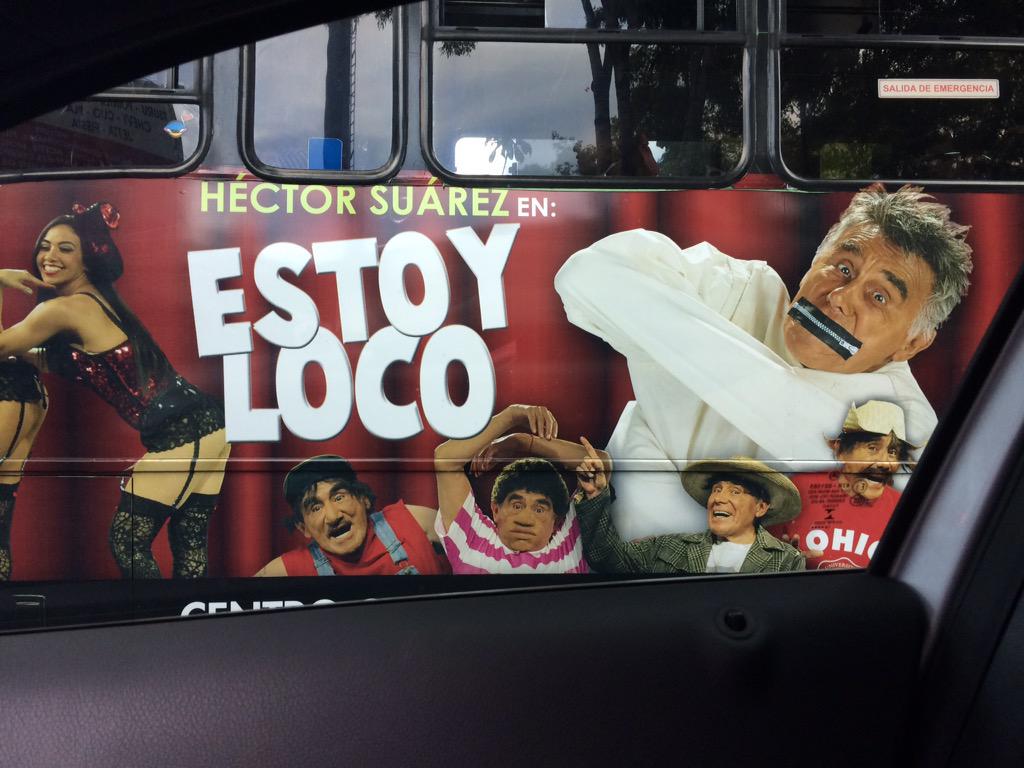 SALIDA DE EMERGENCIA
HÉCTOR SUÁREZ EN:
ESTOY
LOCO
OHIO